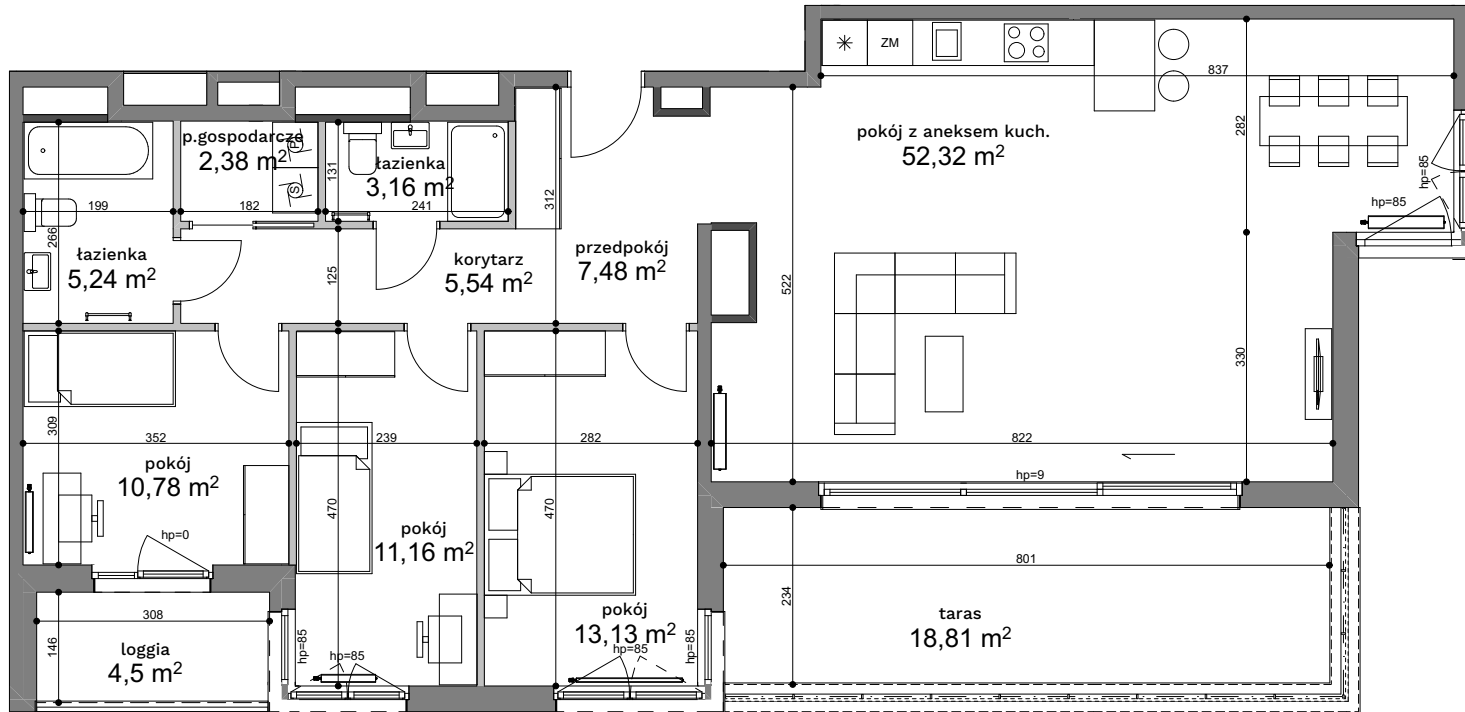 ZM
837
p.gospodarcze
2,38 m²
P
S
131
łazienka
3,16 m²
pokój z aneksem kuch.
52,32 m²
282
hp=85
hp=85
199
182
241
312
266
łazienka
5,24 m²
125
korytarz
5,54 m²
przedpokój
7,48 m²
522
330
309
352
239
282
822
pokój
10,78 m²
hp=9
470
470
pokój
11,16 m²
hp=0
801
234
308
146
loggia
4,5 m²
hp=85
hp=85
pokój
13,13 m²
hp=85
hp=85
taras
18,81 m²